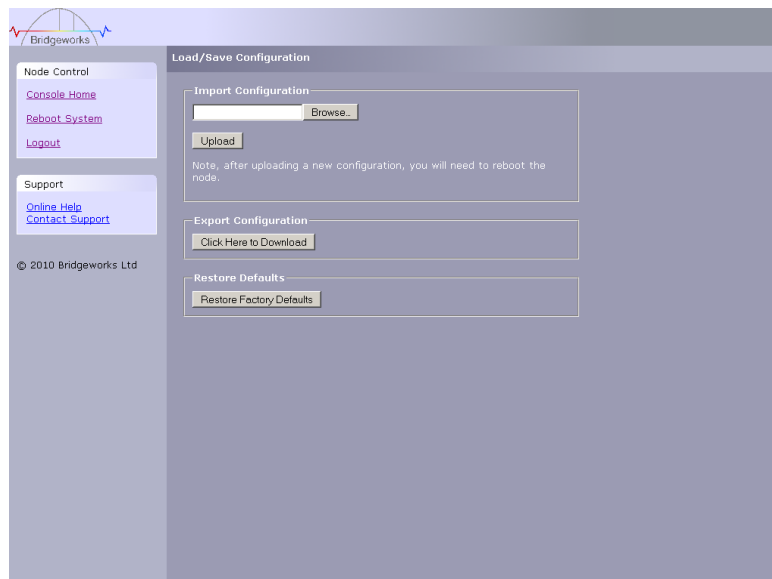 Bridgeworks
Load/Save Configuration
Node Control
Console Home
Reboot System
Logout
Support
Online Help
Contact Support
© 2010 Bridgeworks Ltd
Import Configuration
Browse...
Upload
Note, after uploading a new configuration, you will need to reboot the
node.
Export Configuration
Click Here to Download
Restore Defaults
Restore Factory Defaults